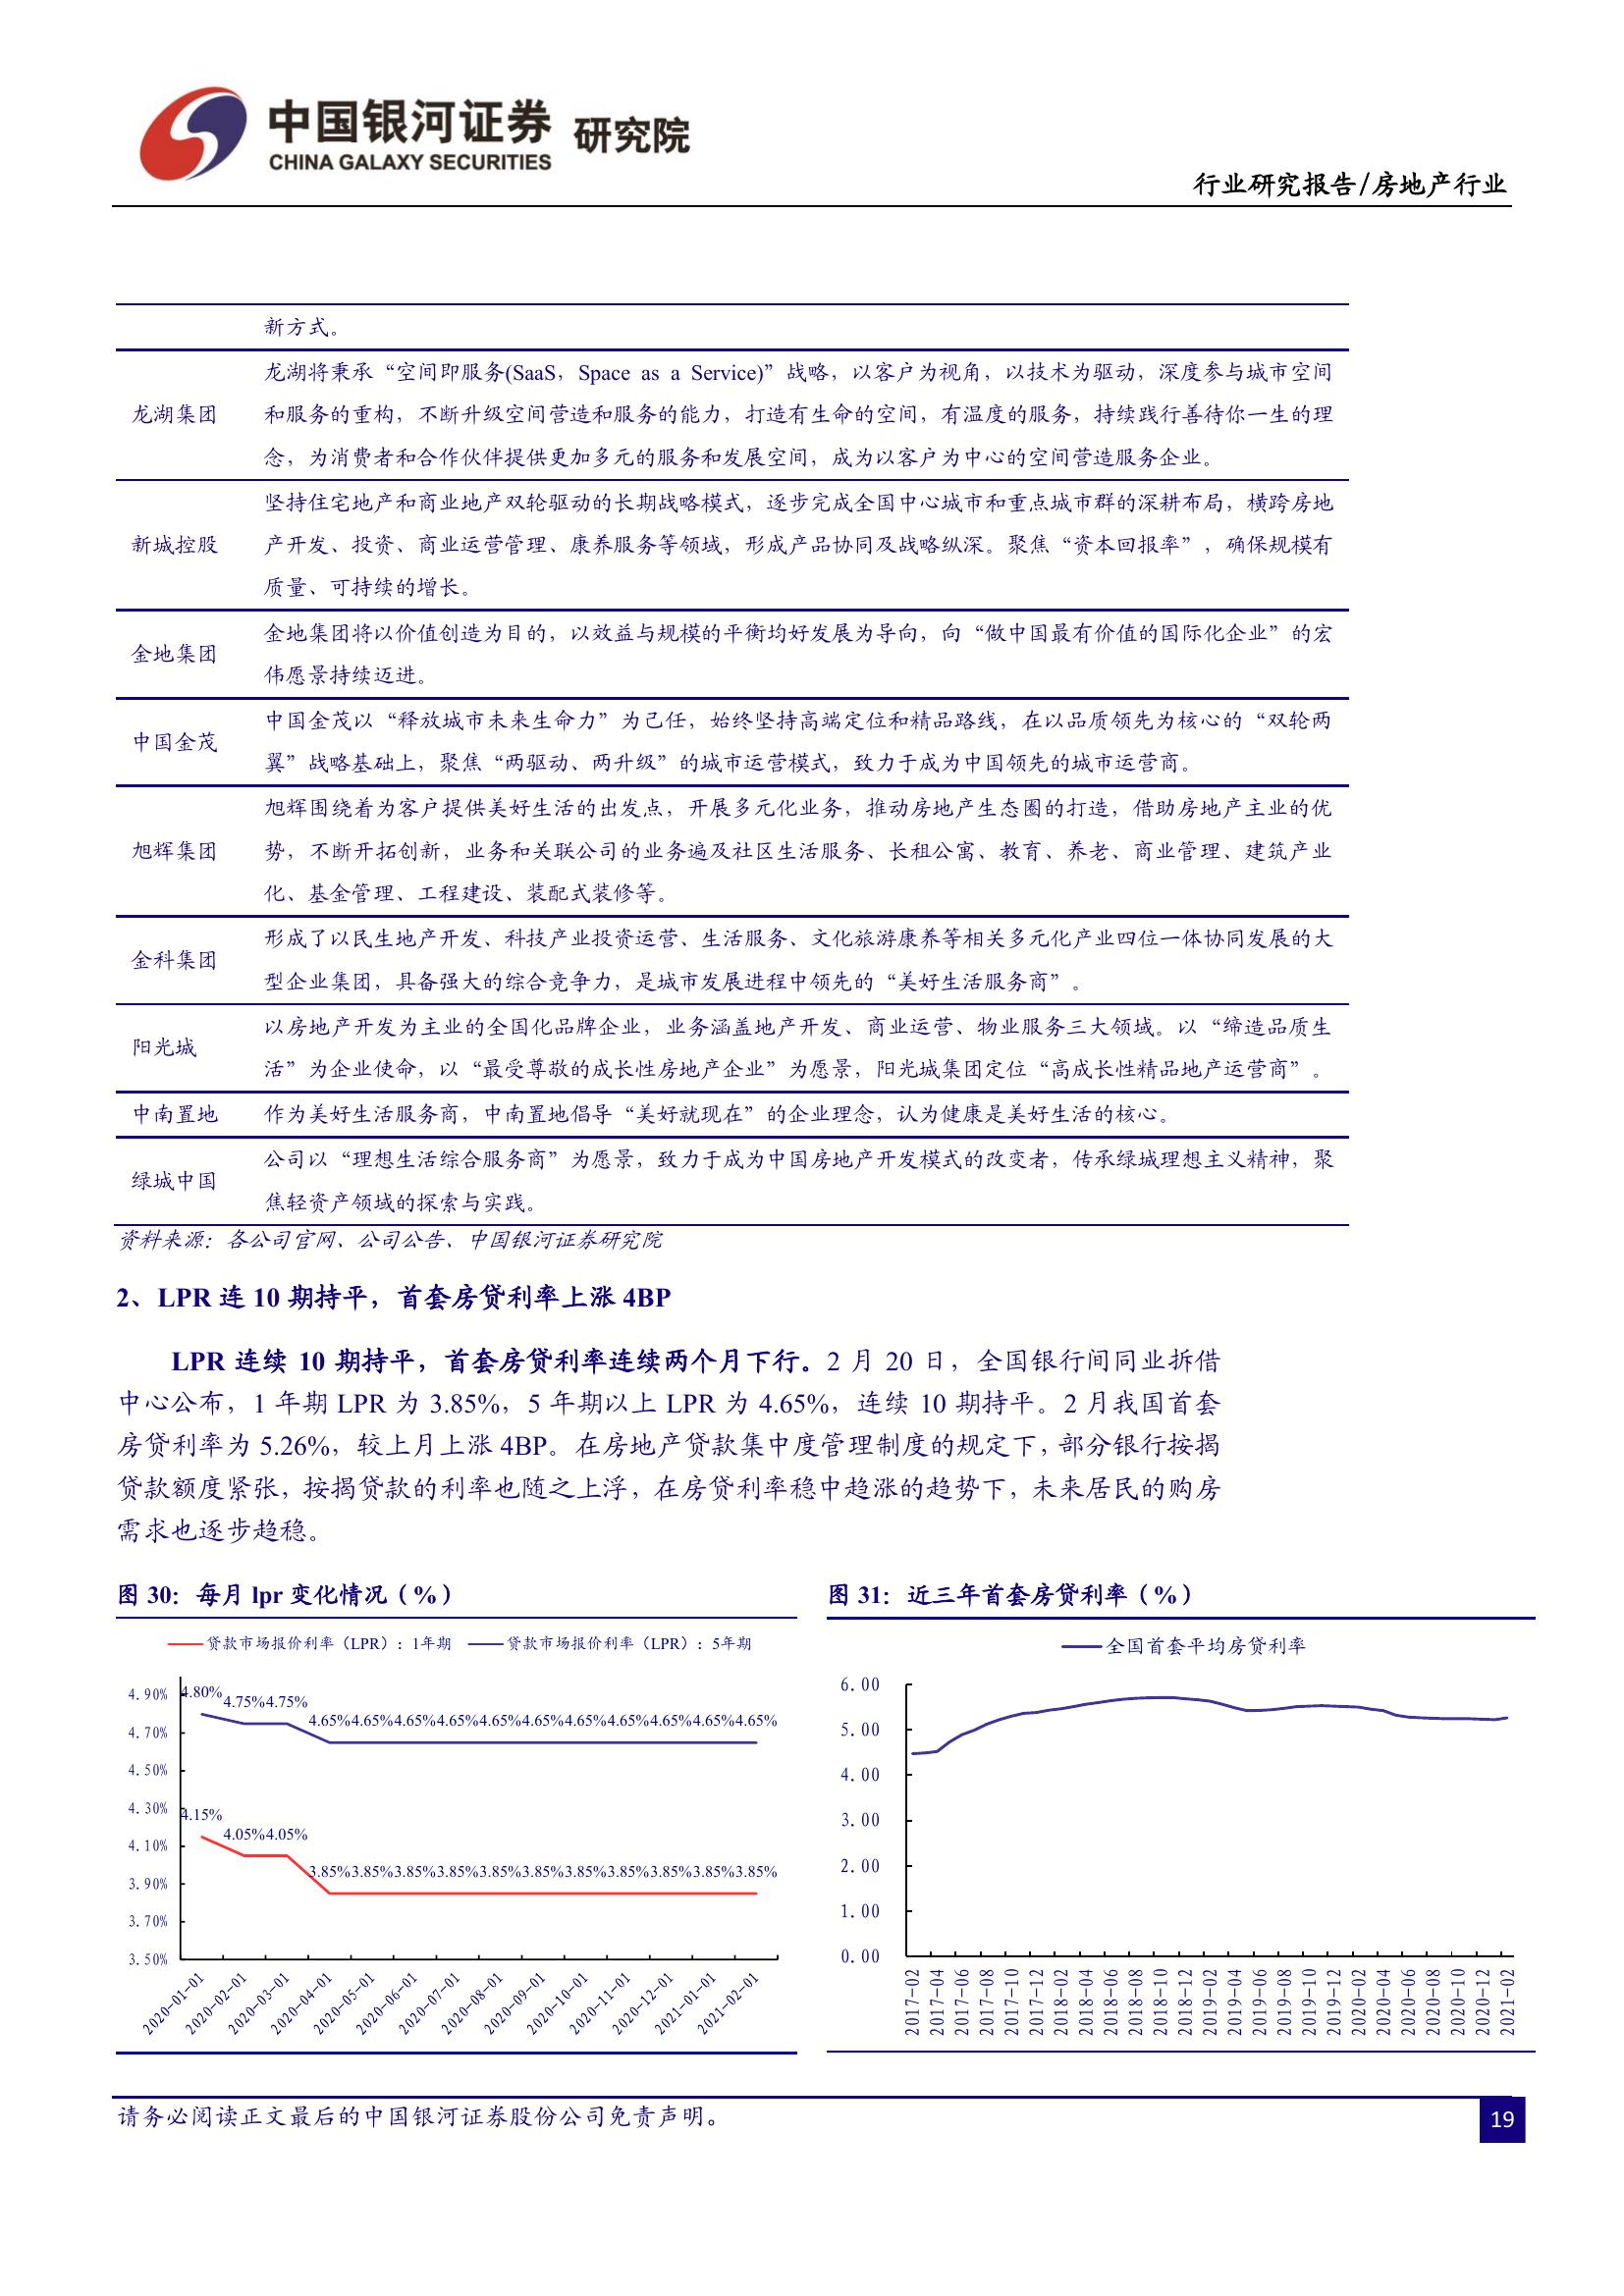 中国银河证券 研究院
CHINA GALAXY SECURITIES
行业研究报告/房地产行业
新方式。
龙湖将秉承“空间即服务(SaaS，Space as a Service)”战略，以客户为视角，以技术为驱动，深度参与城市空间
龙湖集团 和服务的重构，不断升级空间营造和服务的能力，打造有生命的空间，有温度的服务，持续践行善待你一生的理
念，为消费者和合作伙伴提供更加多元的服务和发展空间，成为以客户为中心的空间营造服务企业。
坚持住宅地产和商业地产双轮驱动的长期战略模式，逐步完成全国中心城市和重点城市群的深耕布局，横跨房地
新城控股 产开发、投资、商业运营管理、康养服务等领域，形成产品协同及战略纵深。聚焦“资本回报率”，确保规模有
质量、可持续的增长。
金地集团
金地集团将以价值创造为目的，以效益与规模的平衡均好发展为导向，向“做中国最有价值的国际化企业”的宏
伟愿景持续迈进。
中国金茂
中国金茂以“释放城市未来生命力”为己任，始终坚持高端定位和精品路线，在以品质领先为核心的“双轮两
翼”战略基础上，聚焦“两驱动、两升级”的城市运营模式，致力于成为中国领先的城市运营商。
旭辉围绕着为客户提供美好生活的出发点，开展多元化业务，推动房地产生态圈的打造，借助房地产主业的优
旭辉集团 势，不断开拓创新，业务和关联公司的业务遍及社区生活服务、长租公寓、教育、养老、商业管理、建筑产业
化、基金管理、工程建设、装配式装修等。
金科集团
形成了以民生地产开发、科技产业投资运营、生活服务、文化旅游康养等相关多元化产业四位一体协同发展的大
型企业集团，具备强大的综合竞争力，是城市发展进程中领先的“美好生活服务商”。
阳光城
以房地产开发为主业的全国化品牌企业，业务涵盖地产开发、商业运营、物业服务三大领域。以“缔造品质生
活”为企业使命，以“最受尊敬的成长性房地产企业”为愿景，阳光城集团定位“高成长性精品地产运营商”。
中南置地 作为美好生活服务商，中南置地倡导“美好就现在”的企业理念，认为健康是美好生活的核心。
绿城中国
公司以“理想生活综合服务商”为愿景，致力于成为中国房地产开发模式的改变者，传承绿城理想主义精神，聚
焦轻资产领域的探索与实践。
资料来源：各公司官网、公司公告、中国银河证券研究院
2、LPR 连 10 期持平，首套房贷利率上涨 4BP
LPR 连续 10 期持平，首套房贷利率连续两个月下行。2 月 20 日，全国银行间同业拆借
中心公布，1 年期 LPR 为 3.85%，5 年期以上 LPR 为 4.65%，连续 10 期持平。2 月我国首套
房贷利率为 5.26%，较上月上涨 4BP。在房地产贷款集中度管理制度的规定下，部分银行按揭
贷款额度紧张，按揭贷款的利率也随之上浮，在房贷利率稳中趋涨的趋势下，未来居民的购房
需求也逐步趋稳。
图 30：每月 lpr 变化情况（%）
贷款市场报价利率（LPR）：1年期 贷款市场报价利率（LPR）：5年期
4.90%
4.70%
4.50%
4.30%
4.10%
3.90%
3.70%
3.50%
4.80% 4.75% 4.75% 4.65% 4.65% 4.65% 4.65% 4.65% 4.65% 4.65% 4.65% 4.65% 4.65% 4.65%
4.15% 4.05% 4.05% 3.85% 3.85% 3.85% 3.85% 3.85% 3.85% 3.85% 3.85% 3.85% 3.85% 3.85%
2020-01-01 2020-02-01 2020-03-01 2020-04-01 2020-05-01 2020-06-01 2020-07-01 2020-08-01 2020-09-01 2020-10-01 2020-11-01 2020-12-01 2021-01-01 2021-02-01
图 31：近三年首套房贷利率（%）
全国首套平均房贷利率
6.00
5.00
4.00
3.00
2.00
1.00
0.00
2017-02 2017-04 2017-06 2017-08 2017-10 2017-12 2018-02 2018-04 2018-06 2018-08 2018-10 2018-12 2019-02 2019-04 2019-06 2019-08 2019-10 2019-12 2020-02 2020-04 2020-06 2020-08 2020-10 2020-12 2021-02
请务必阅读正文最后的中国银河证券股份公司免责声明。
19